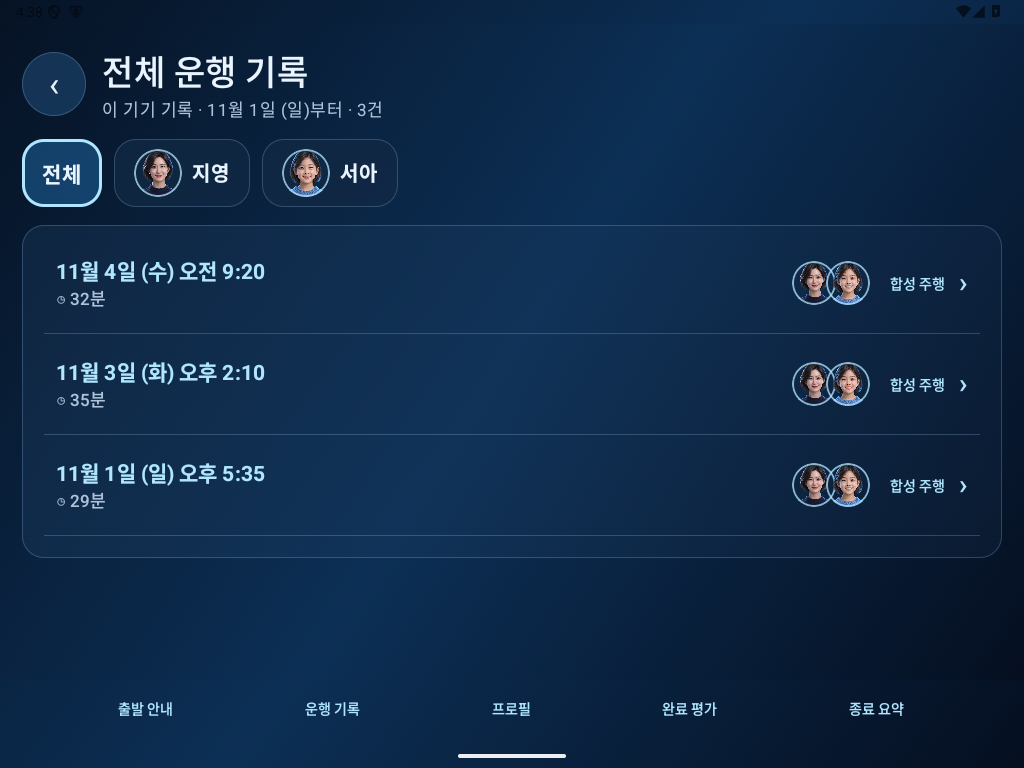 4:38
전체 운행 기록
이 기기 기록 · 11월 1일 (일)부터 · 3건
전체
지영
서아
11월 4일 (수) 오전 9:20
32분
합성 주행
11월 3일 (화) 오후 2:10
35분
합성 주행
11월 1일 (일) 오후 5:35
29분
합성 주행
출발 안내
운행 기록
프로필
완료 평가
종료 요약